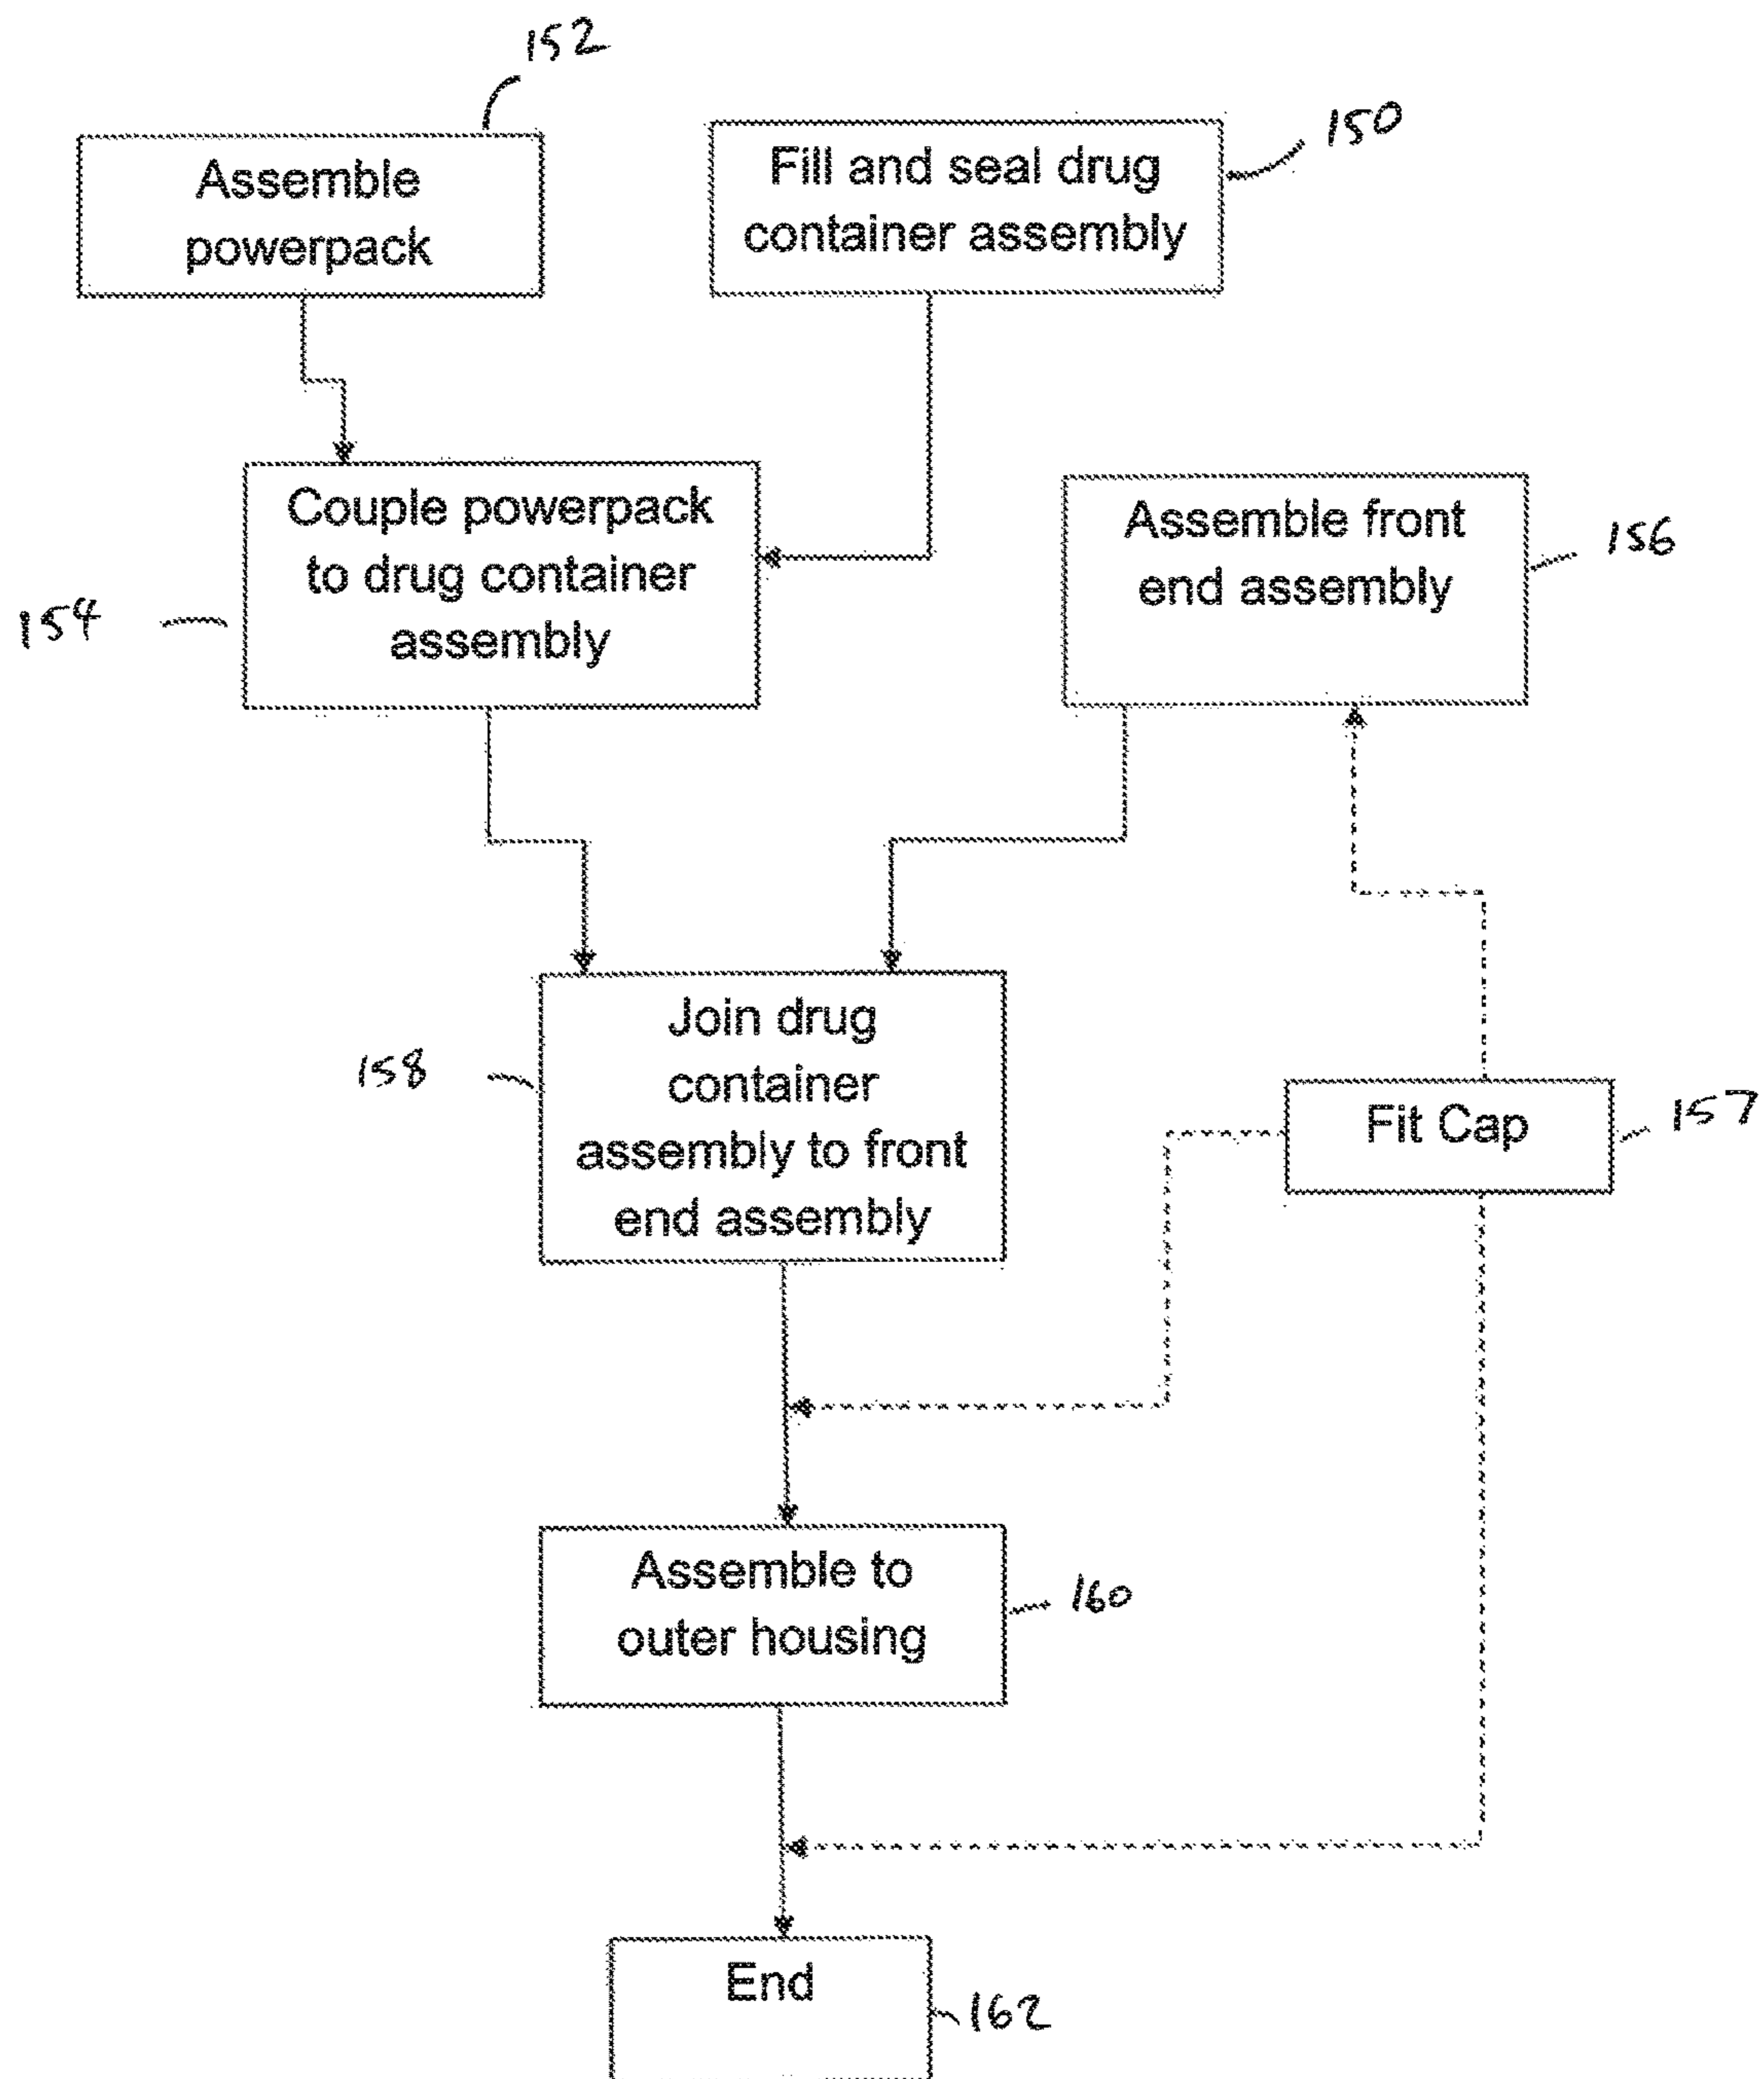 152
Assemble
powerpack
150
Fill and seal drug
container assembly
154
Couple powerpack
to drug container
assembly
156
Assemble front
end assembly
158
Join drug
container
assembly to front
end assembly
157
Fit Cap
160
Assemble to
outer housing
End
162